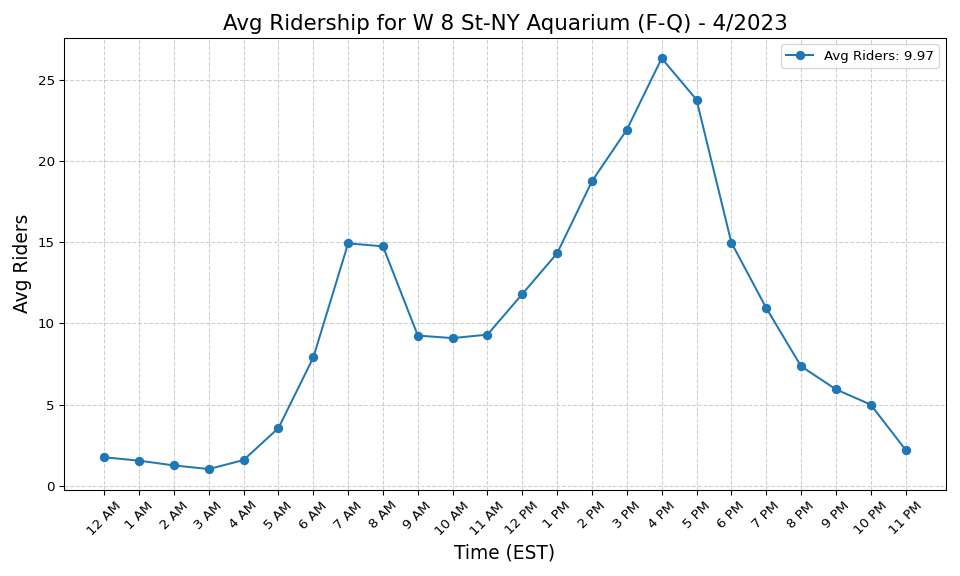 Avg Ridership for W 8 St-NY Aquarium (F-Q) - 4/2023
Avg Riders: 9.97
Avg Riders
25
20
15
10
5
0
12 AM
1 AM
2 AM
3 AM
4 AM
5 AM
6 AM
7 AM
8 AM
9 AM
10 AM
11 AM
12 PM
1 PM
2 PM
3 PM
4 PM
5 PM
6 PM
7 PM
8 PM
9 PM
10 PM
11 PM
Time (EST)